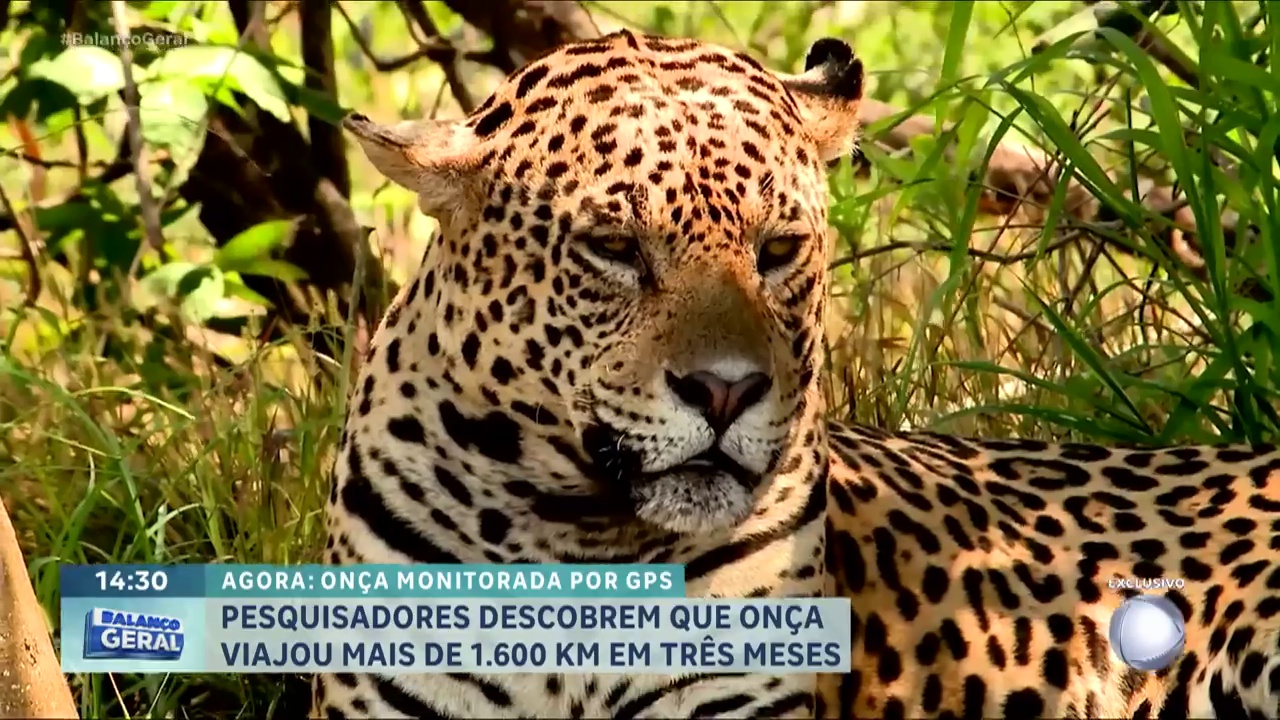 #BalançoGeral
14:30
AGORA: ONÇA MONITORADA POR GPS
BALANÇO
GERAL
PESQUISADORES DESCOBREM QUE ONÇA
VIAJOU MAIS DE 1.600 KM EM TRÊS MESES
EXCLUSIVO